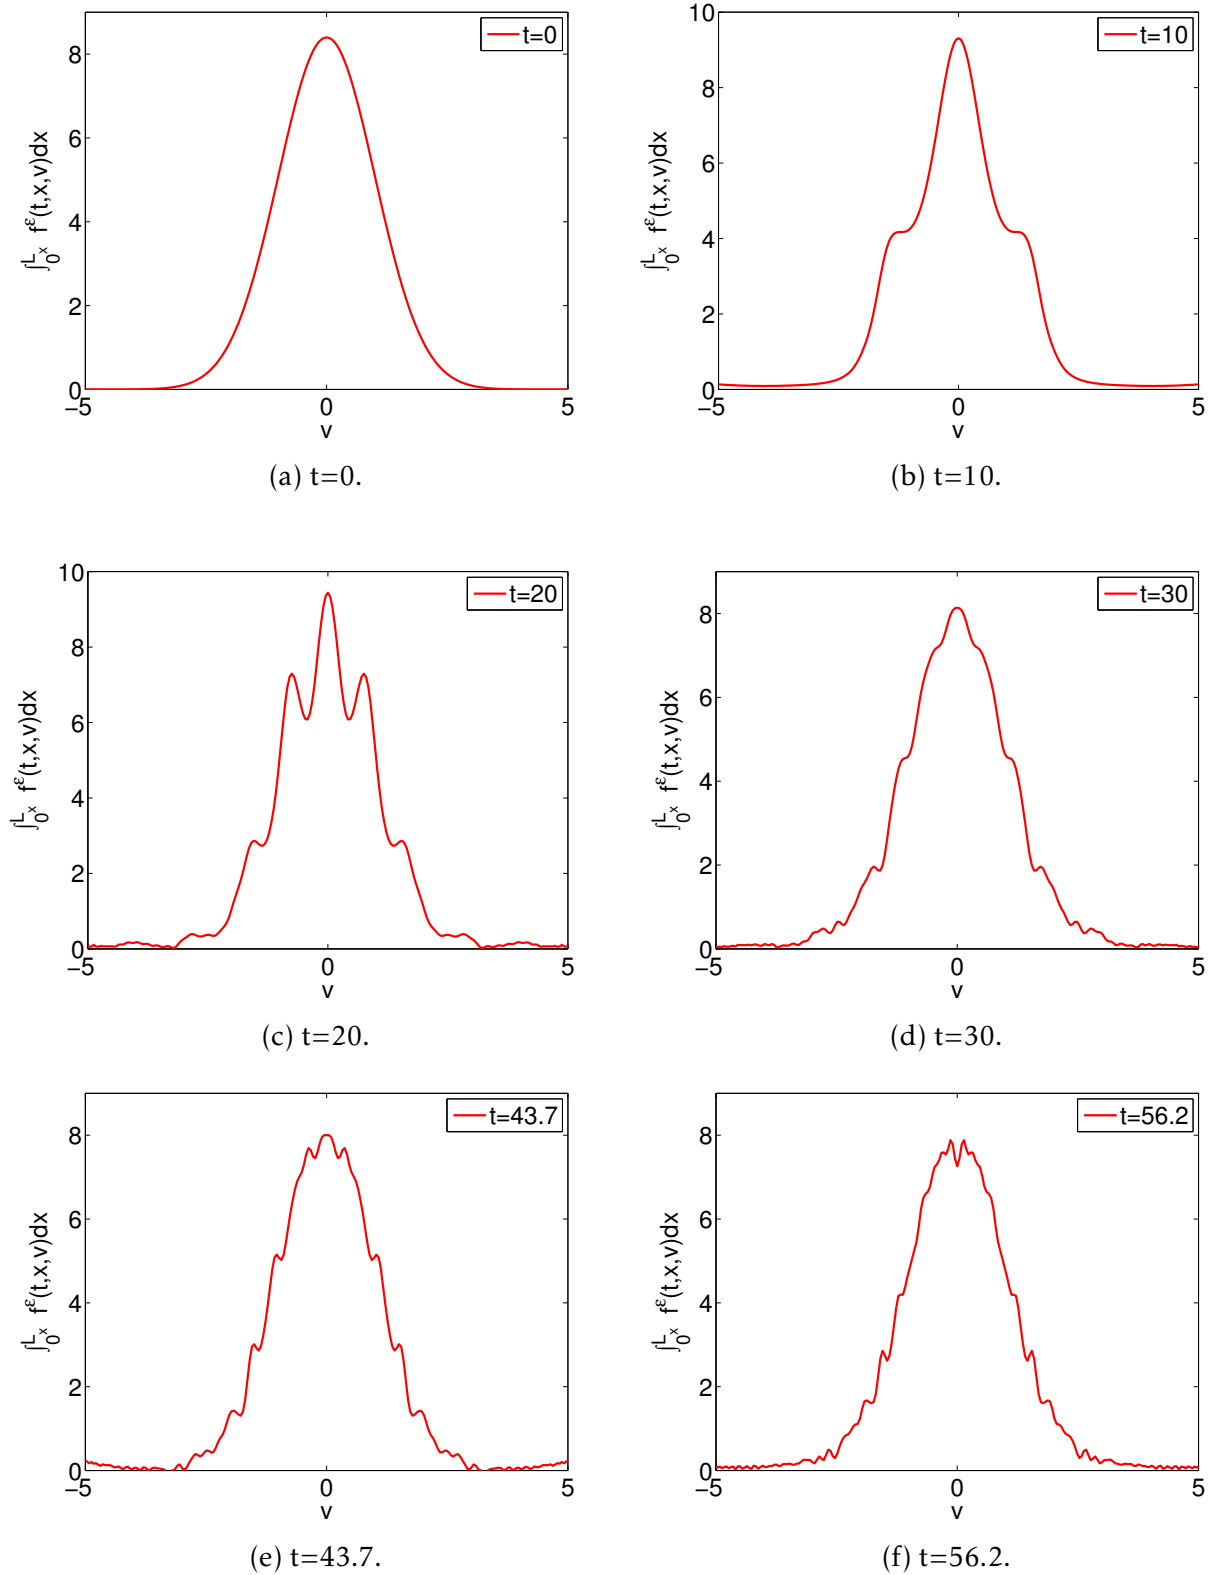 t=0
8
6
4
2
0
−5
0
5
∫₀^Lₓ f^ε(t,x,v)dx
v
(a) t=0.
t=10
10
8
6
4
2
0
−5
0
5
∫₀^Lₓ f^ε(t,x,v)dx
v
(b) t=10.
t=20
10
8
6
4
2
0
−5
0
5
∫₀^Lₓ f^ε(t,x,v)dx
v
(c) t=20.
t=30
8
6
4
2
0
−5
0
5
∫₀^Lₓ f^ε(t,x,v)dx
v
(d) t=30.
t=43.7
8
6
4
2
0
−5
0
5
∫₀^Lₓ f^ε(t,x,v)dx
v
(e) t=43.7.
t=56.2
8
6
4
2
0
−5
0
5
∫₀^Lₓ f^ε(t,x,v)dx
v
(f) t=56.2.